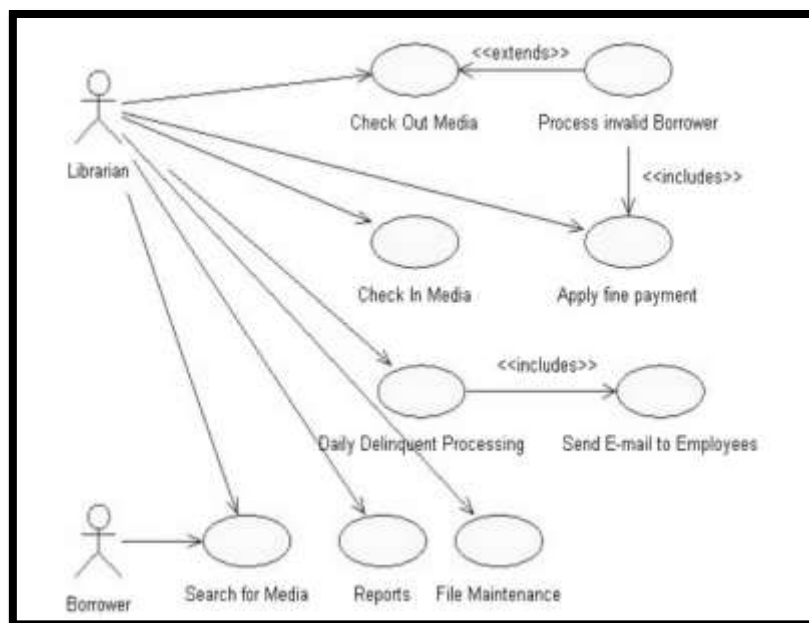 <<extends>>
Check Out Media
Process invalid Borrower
Librarian
<<includes>>
Check In Media
Apply fine payment
<<includes>>
Daily Delinquent Processing
Send E-mail to Employees
Search for Media
Reports
File Maintenance
Borrower